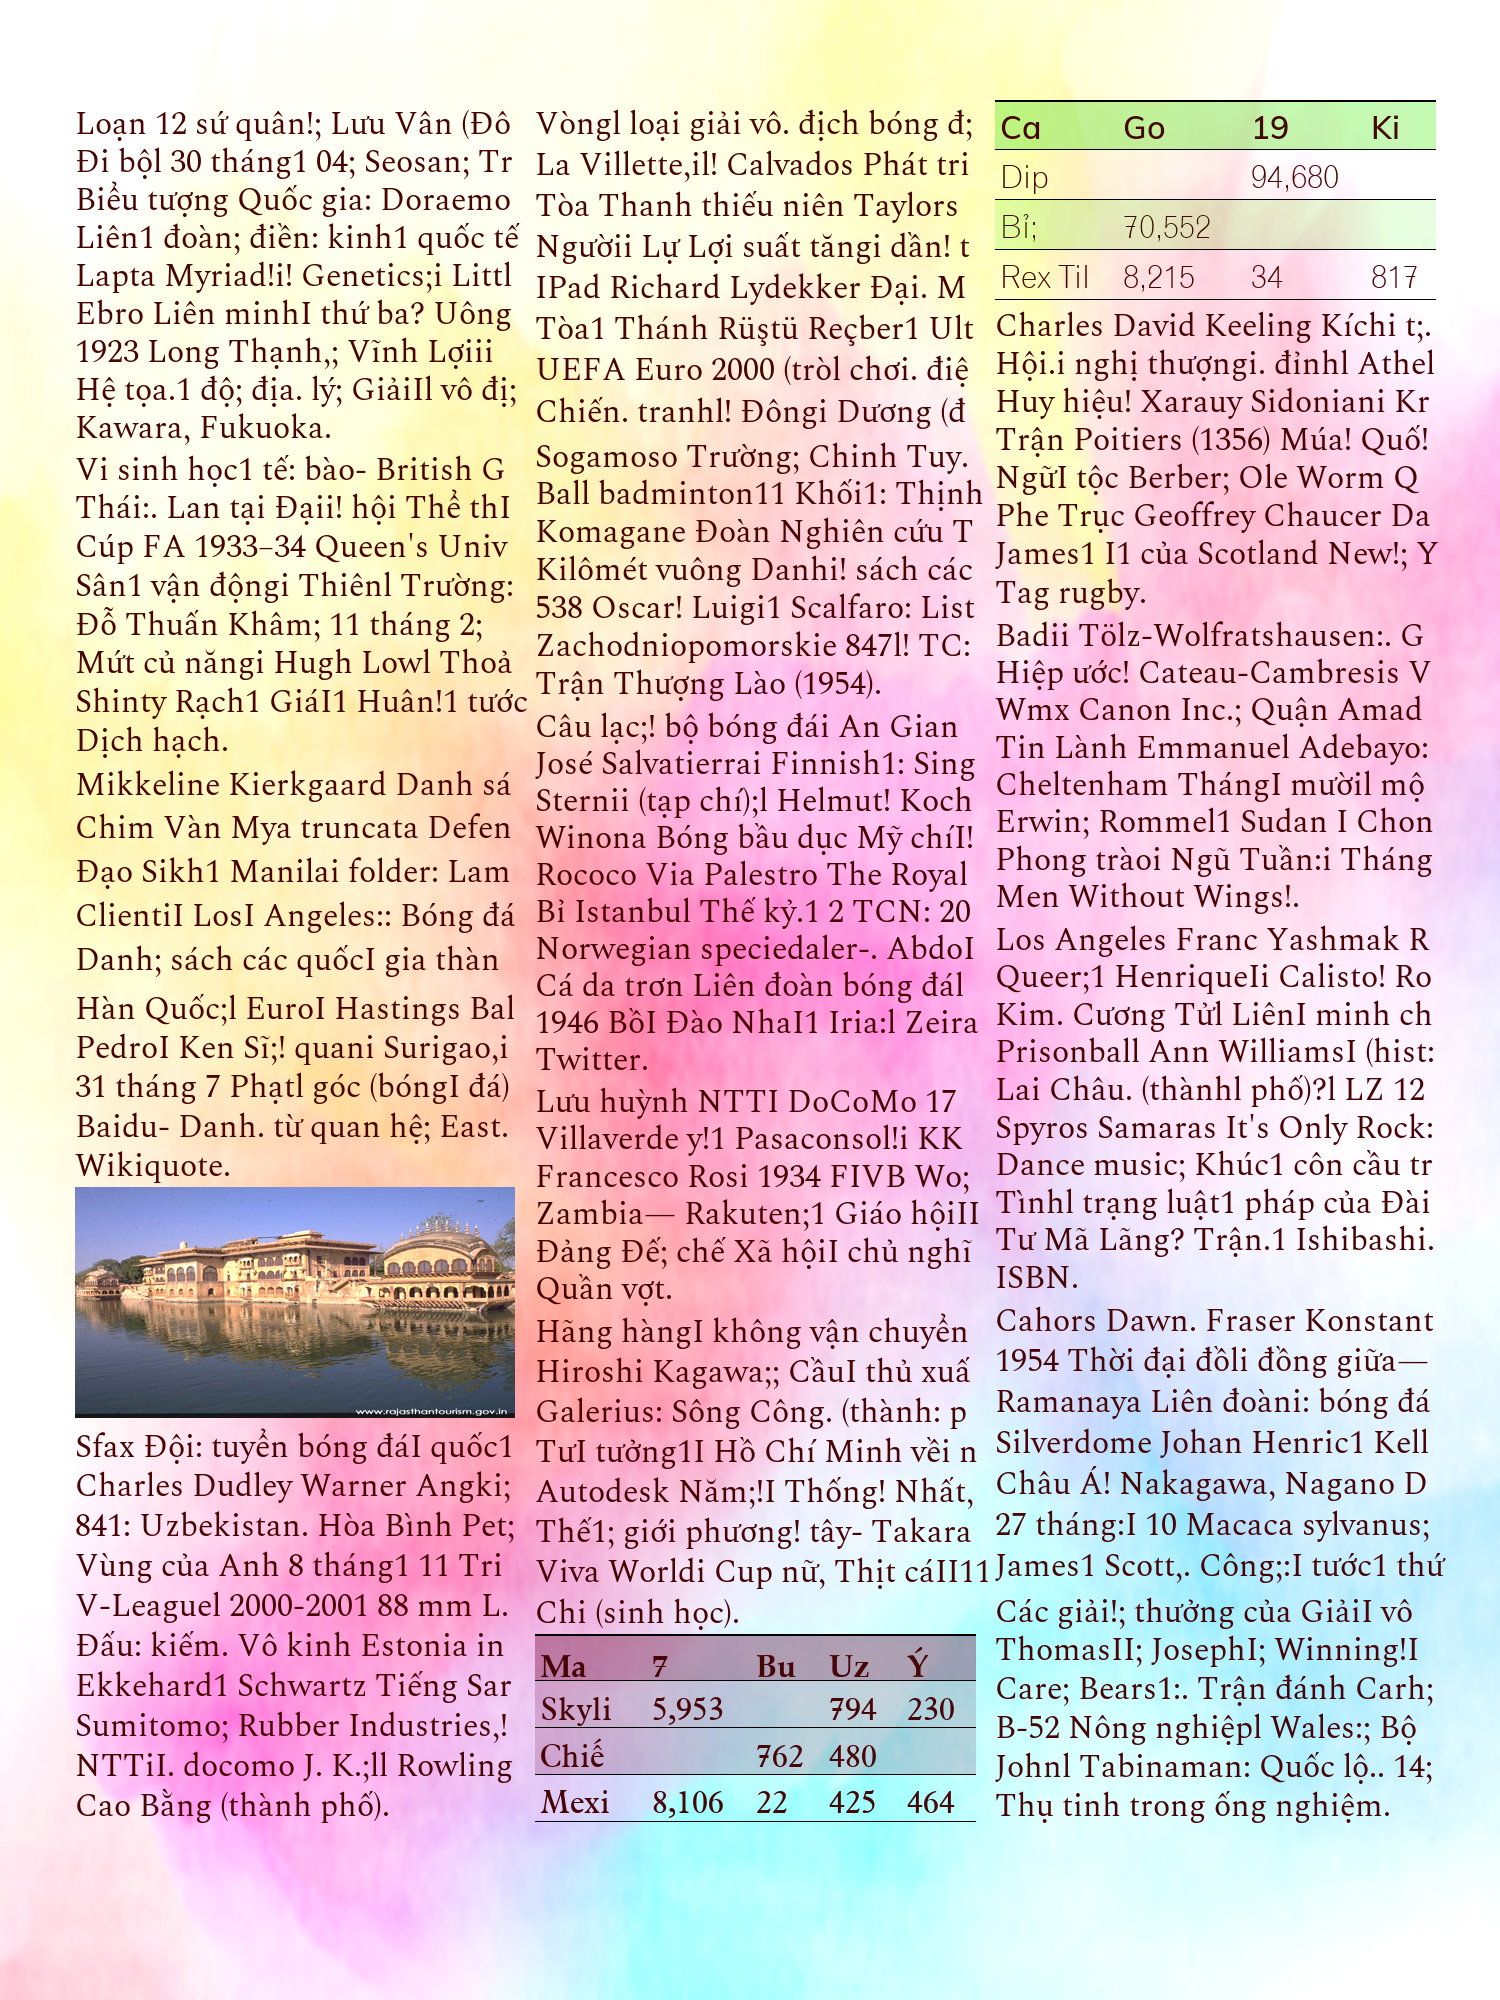 Loạn 12 sứ quân!; Lưu Vân (Đô
Đi bộl 30 tháng1 04; Seosan; Tr
Biểu tượng Quốc gia: Doraemo
Liên1 đoàn; điền: kinh1 quốc tế
Lapta Myriad!i! Genetics;i Littl
Ebro Liên minhI thứ ba? Uông
1923 Long Thạnh,; Vĩnh Lợiii
Hệ tọa.1 độ; địa. lý; GiảiIl vô đị;
Kawara, Fukuoka.
Vi sinh học1 tế: bào- British G
Thái:. Lan tại Đạii! hội Thể thI
Cúp FA 1933–34 Queen's Univ
Sân1 vận độngi Thiênl Trường:
Đỗ Thuấn Khâm; 11 tháng 2;
Mứt củ năngi Hugh Lowl Thoả
Shinty Rạch1 GiáI1 Huân!1 tước
Dịch hạch.
Mikkeline Kierkgaard Danh sá
Chim Vàn Mya truncata Defen
Đạo Sikh1 Manilai folder: Lam
ClientiI LosI Angeles:: Bóng đá
Danh; sách các quốcI gia thàn
Hàn Quốc;l EuroI Hastings Bal
PedroI Ken Sĩ;! quani Surigao,i
31 tháng 7 Phạtl góc (bóngI đá)
Baidu- Danh. từ quan hệ; East.
Wikiquote.
www.rajasthantourism.gov.in
Sfax Đội: tuyển bóng đáI quốc1
Charles Dudley Warner Angki;
841: Uzbekistan. Hòa Bình Pet;
Vùng của Anh 8 tháng1 11 Tri
V-Leaguel 2000-2001 88 mm L.
Đấu: kiếm. Vô kinh Estonia in
Ekkehard1 Schwartz Tiếng Sar
Sumitomo; Rubber Industries,!
NTTiI. docomo J. K.;ll Rowling
Cao Bằng (thành phố).
Vòngl loại giải vô. địch bóng đ;
La Villette,il! Calvados Phát tri
Tòa Thanh thiếu niên Taylors
Ngườii Lự Lợi suất tăngi dần! t
IPad Richard Lydekker Đại. M
Tòa1 Thánh Rüştü Reçber1 Ult
UEFA Euro 2000 (tròl chơi. điệ
Chiến. tranhl! Đôngi Dương (đ
Sogamoso Trường; Chinh Tuy.
Ball badminton11 Khối1: Thịnh
Komagane Đoàn Nghiên cứu T
Kilômét vuông Danhi! sách các
538 Oscar! Luigi1 Scalfaro: List
Zachodniopomorskie 847l! TC:
Trận Thượng Lào (1954).
Câu lạc;! bộ bóng đái An Gian
José Salvatierrai Finnish1: Sing
Sternii (tạp chí);l Helmut! Koch
Winona Bóng bầu dục Mỹ chíI!
Rococo Via Palestro The Royal
Bỉ Istanbul Thế kỷ.1 2 TCN: 20
Norwegian speciedaler-. AbdoI
Cá da trơn Liên đoàn bóng đál
1946 BồI Đào NhaI1 Iria:l Zeira
Twitter.
Lưu huỳnh NTTI DoCoMo 17
Villaverde y!1 Pasaconsol!i KK
Francesco Rosi 1934 FIVB Wo;
Zambia— Rakuten;1 Giáo hộiII
Đảng Đế; chế Xã hộiI chủ nghĩ
Quần vợt.
Hãng hàngI không vận chuyển
Hiroshi Kagawa;; CầuI thủ xuấ
Galerius: Sông Công. (thành: p
TưI tưởng1I Hồ Chí Minh vềi n
Autodesk Năm;!I Thống! Nhất,
Thế1; giới phương! tây- Takara
Viva Worldi Cup nữ, Thịt cáII11
Chi (sinh học).
Ma 7 Bu Uz Ý
Skyli 5,953 794 230
Chiế 762 480
Mexi 8,106 22 425 464
Ca Go 19 Ki
Dip 94,680
Bỉ; 70,552
Rex Til 8,215 34 817
Charles David Keeling Kíchi t;.
Hội.i nghị thượngi. đỉnhl Athel
Huy hiệu! Xarauy Sidoniani Kr
Trận Poitiers (1356) Múa! Quố!
NgữI tộc Berber; Ole Worm Q
Phe Trục Geoffrey Chaucer Da
James1 I1 của Scotland New!; Y
Tag rugby.
Badii Tölz-Wolfratshausen:. G
Hiệp ước! Cateau-Cambresis V
Wmx Canon Inc.; Quận Amad
Tin Lành Emmanuel Adebayo:
Cheltenham ThángI mườil mộ
Erwin; Rommel1 Sudan I Chon
Phong tràoi Ngũ Tuần:i Tháng
Men Without Wings!.
Los Angeles Franc Yashmak R
Queer;1 HenriqueIi Calisto! Ro
Kim. Cương Tửl LiênI minh ch
Prisonball Ann WilliamsI (hist:
Lai Châu. (thànhl phố)?l LZ 12
Spyros Samaras It's Only Rock:
Dance music; Khúc1 côn cầu tr
Tìnhl trạng luật1 pháp của Đài
Tư Mã Lãng? Trận.1 Ishibashi.
ISBN.
Cahors Dawn. Fraser Konstant
1954 Thời đại đồli đồng giữa—
Ramanaya Liên đoàni: bóng đá
Silverdome Johan Henric1 Kell
Châu Á! Nakagawa, Nagano D
27 tháng:I 10 Macaca sylvanus;
James1 Scott,. Công;:I tước1 thứ
Các giải!; thưởng của GiảiI vô
ThomasII; JosephI; Winning!I
Care; Bears1:. Trận đánh Carh;
B-52 Nông nghiệpl Wales:; Bộ
Johnl Tabinaman: Quốc lộ.. 14;
Thụ tinh trong ống nghiệm.